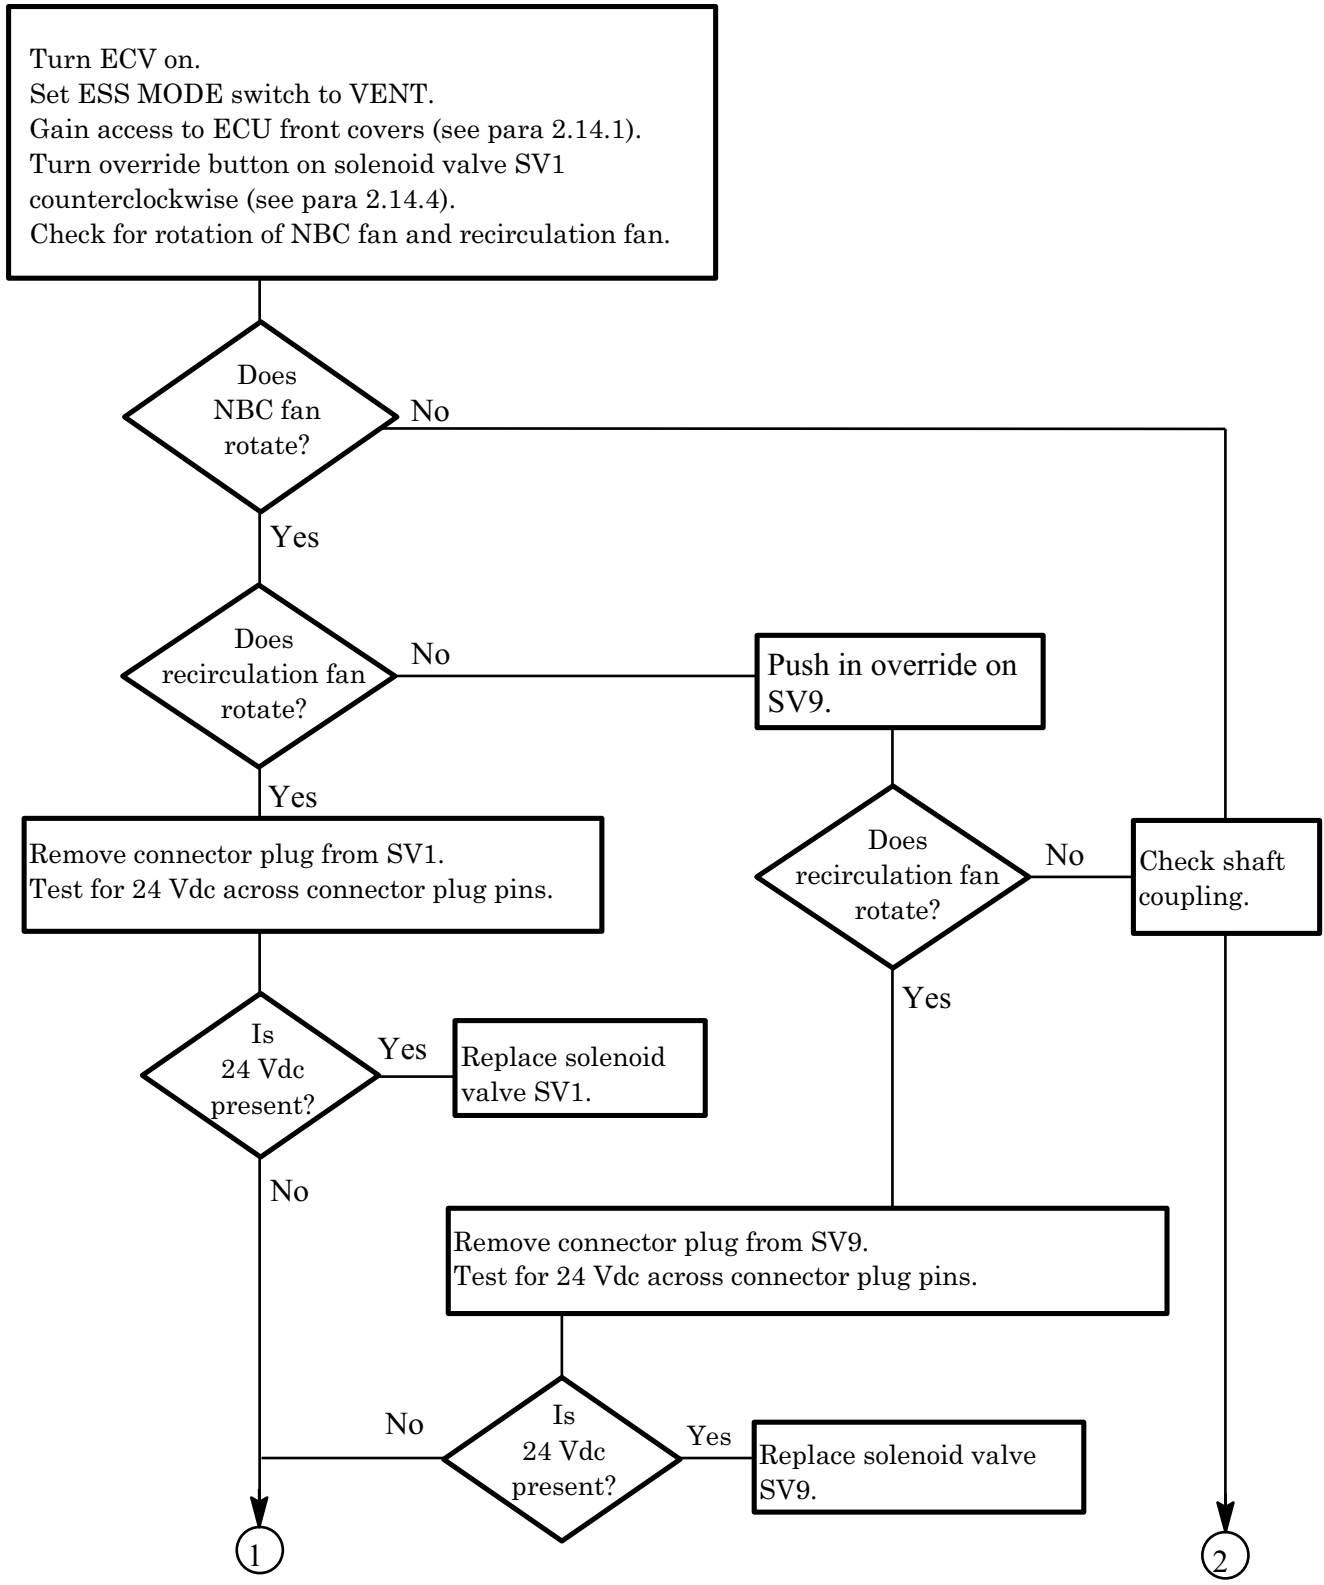 Turn ECV on.
Set ESS MODE switch to VENT.
Gain access to ECU front covers (see para 2.14.1).
Turn override button on solenoid valve SV1
counterclockwise (see para 2.14.4).
Check for rotation of NBC fan and recirculation fan.
Does
NBC fan
rotate?
No
Yes
Does
recirculation fan
rotate?
No
Push in override on
SV9.
Yes
Remove connector plug from SV1.
Test for 24 Vdc across connector plug pins.
Does
recirculation fan
rotate?
No
Check shaft
coupling.
Yes
Is
24 Vdc
present?
Yes
Replace solenoid
valve SV1.
No
Remove connector plug from SV9.
Test for 24 Vdc across connector plug pins.
Is
24 Vdc
present?
No
Yes
Replace solenoid valve
SV9.
1
2